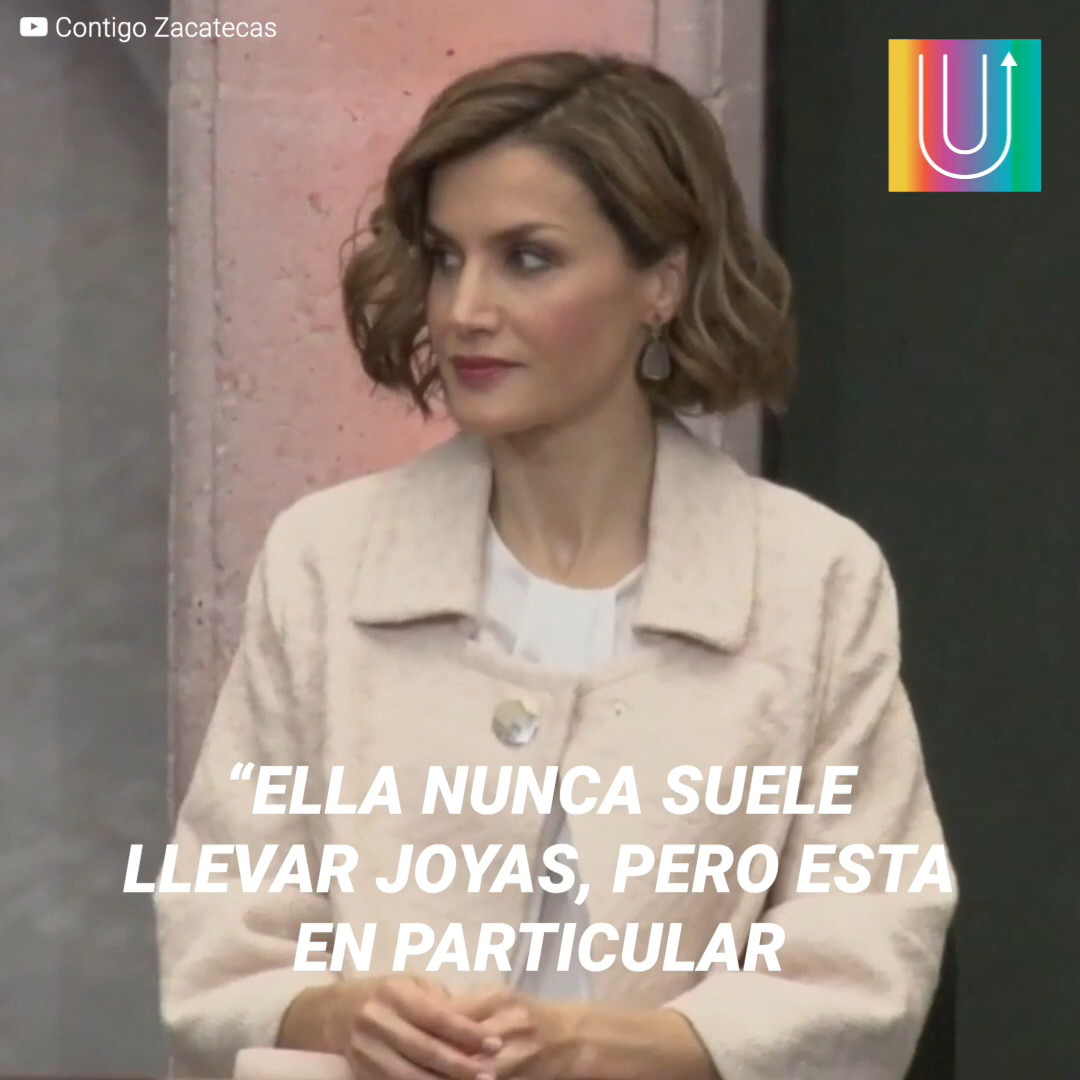 Contigo Zacatecas
U
“ELLA NUNCA SUELE
LLEVAR JOYAS, PERO ESTA
EN PARTICULAR